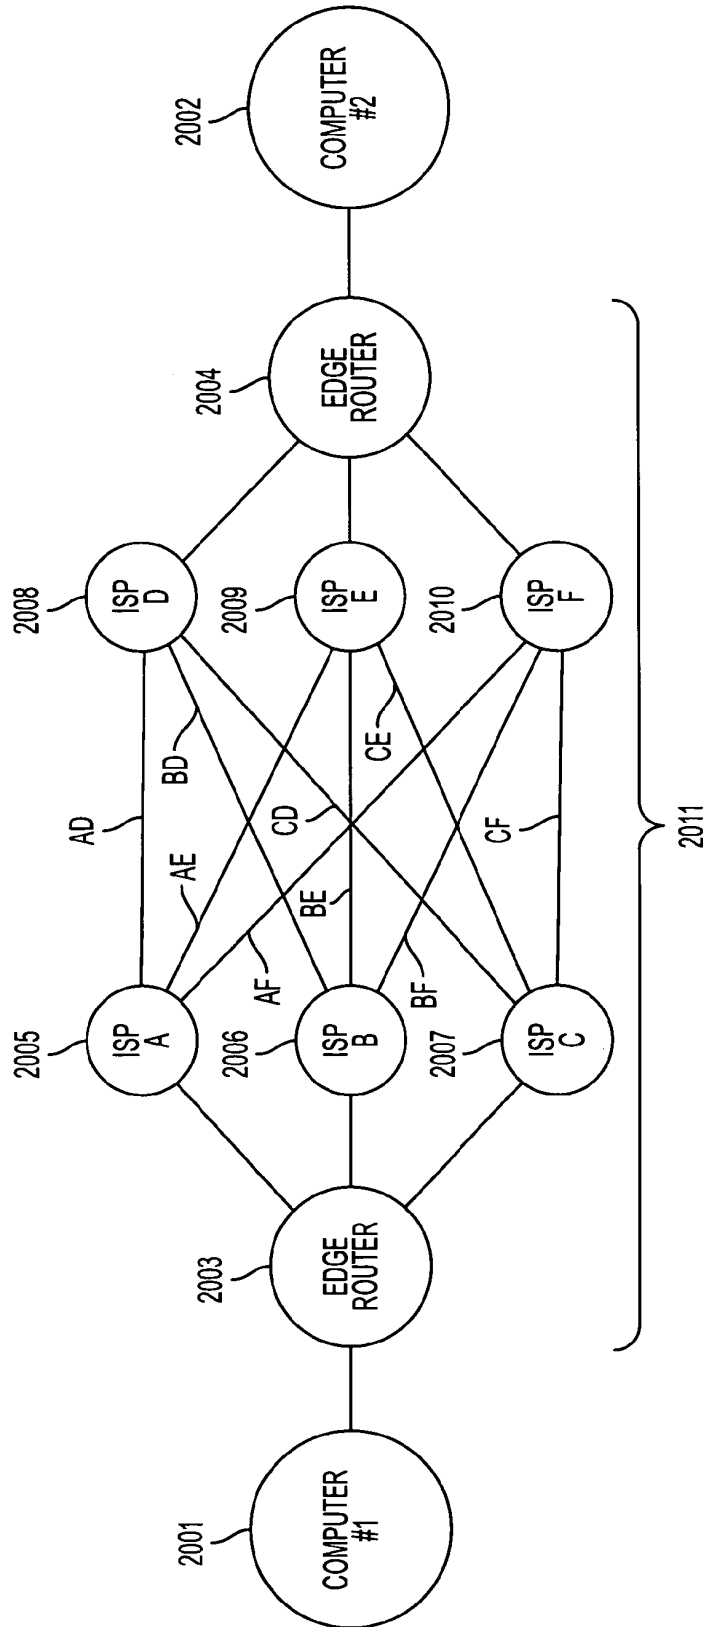 2001
COMPUTER
#1
2003
EDGE
ROUTER
2005
ISP
A
2006
ISP
B
2007
ISP
C
AD
AE
BD
AF
CD
BE
CE
BF
CF
2008
ISP
D
2009
ISP
E
2010
ISP
F
2004
EDGE
ROUTER
2002
COMPUTER
#2
2011